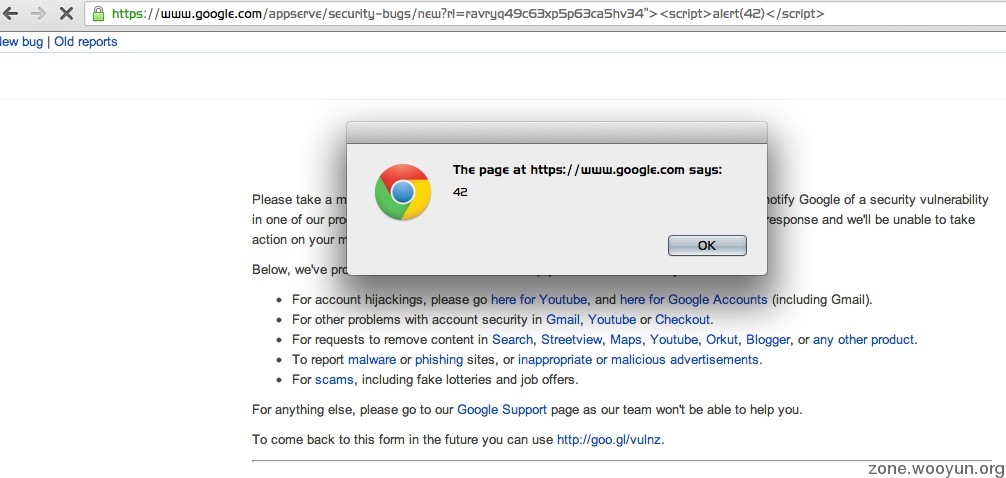 https://www.google.com/appserve/security-bugs/new?rl=ravryq49c63xp5p63ca5hv34"><script>alert(42)</script>
New bug | Old reports
The page at https://www.google.com says:
42
OK
Please take a m otify Google of a security vulnerability
in one of our pro response and we'll be unable to take
action on your m
Below, we've pro
• For account hijackings, please go here for Youtube, and here for Google Accounts (including Gmail).
• For other problems with account security in Gmail, Youtube or Checkout.
• For requests to remove content in Search, Streetview, Maps, Youtube, Orkut, Blogger, or any other product.
• To report malware or phishing sites, or inappropriate or malicious advertisements.
• For scams, including fake lotteries and job offers.
For anything else, please go to our Google Support page as our team won't be able to help you.
To come back to this form in the future you can use http://goo.gl/vulnz.
zone.wooyun.org